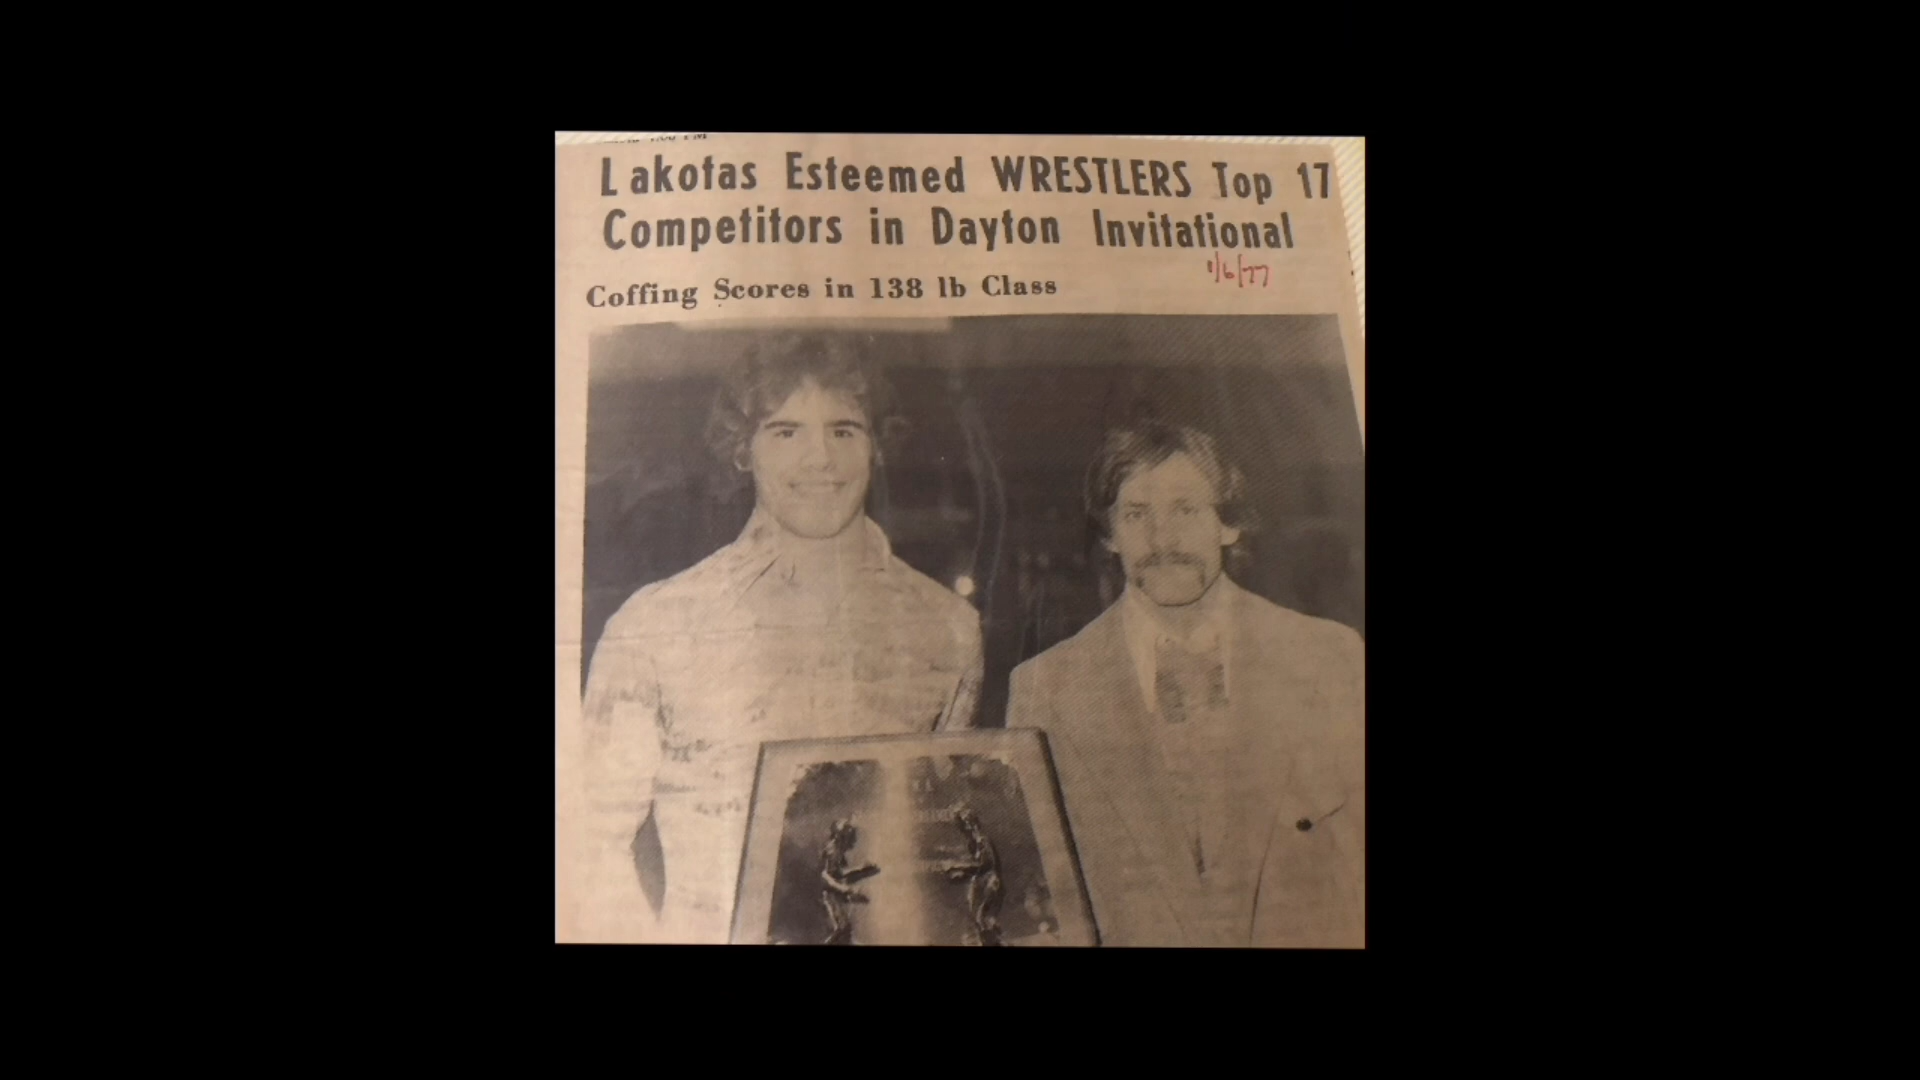 Lakotas Esteemed WRESTLERS Top 17
Competitors in Dayton Invitational
1/6/77
Coffing Scores in 138 lb Class